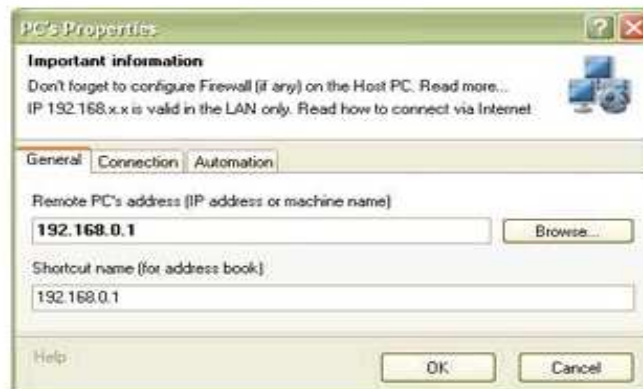 PC's Properties
Important information
Don't forget to configure Firewall (if any) on the Host PC. Read more...
IP 192.168.x.x is valid in the LAN only. Read how to connect via Internet
General Connection Automation
Remote PC's address (IP address or machine name)
192.168.0.1 Browse...
Shortcut name (for address book)
192.168.0.1
Help OK Cancel